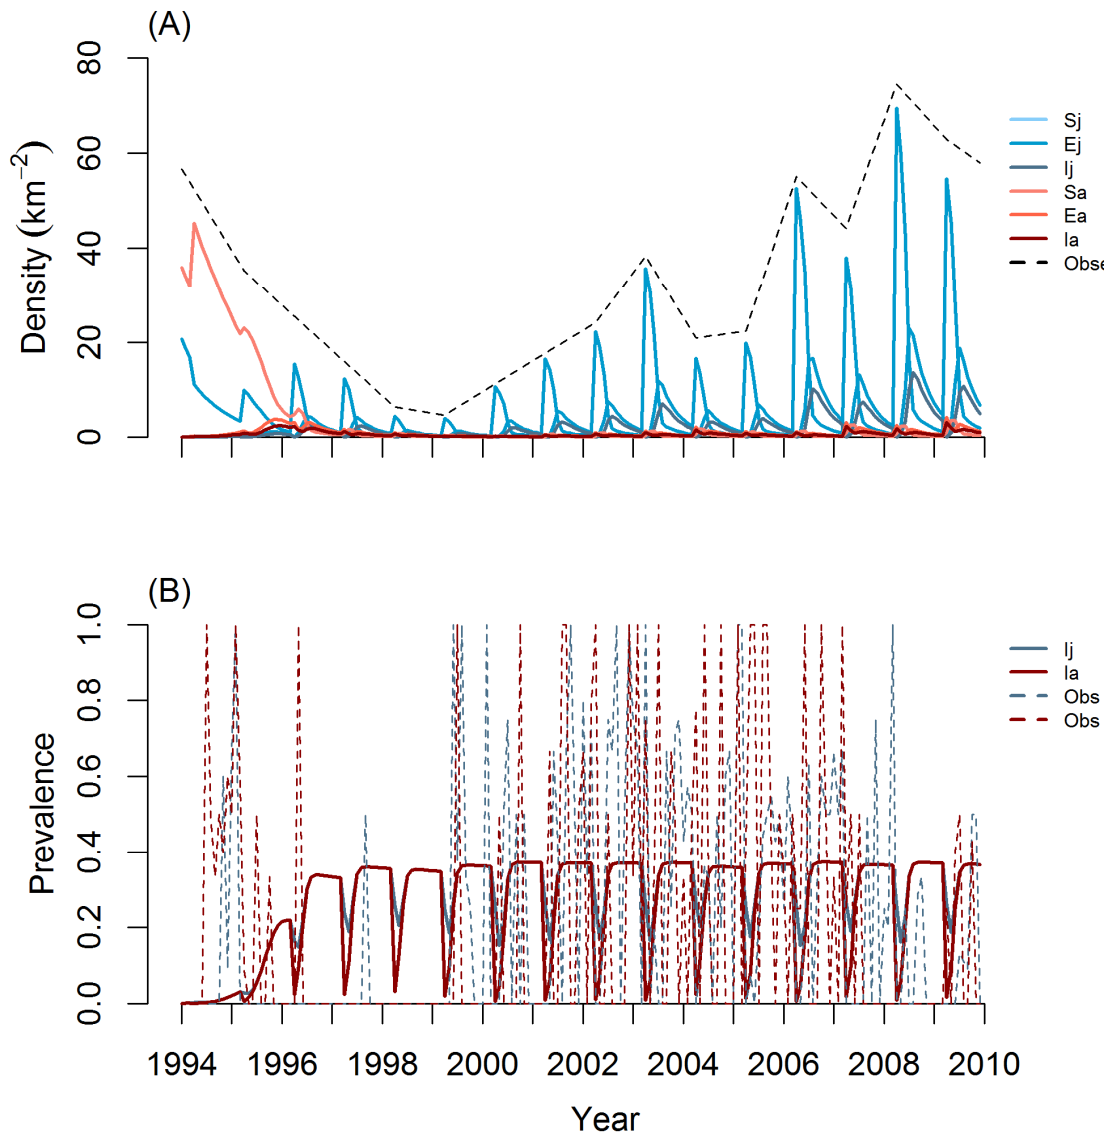 (A)
Density (km−2)
80
60
40
20
0
Sj
Ej
Ij
Sa
Ea
Ia
Obse
(B)
Prevalence
1.0
0.8
0.6
0.4
0.2
0.0
Ij
Ia
Obs
Obs
1994 1996 1998 2000 2002 2004 2006 2008 2010
Year